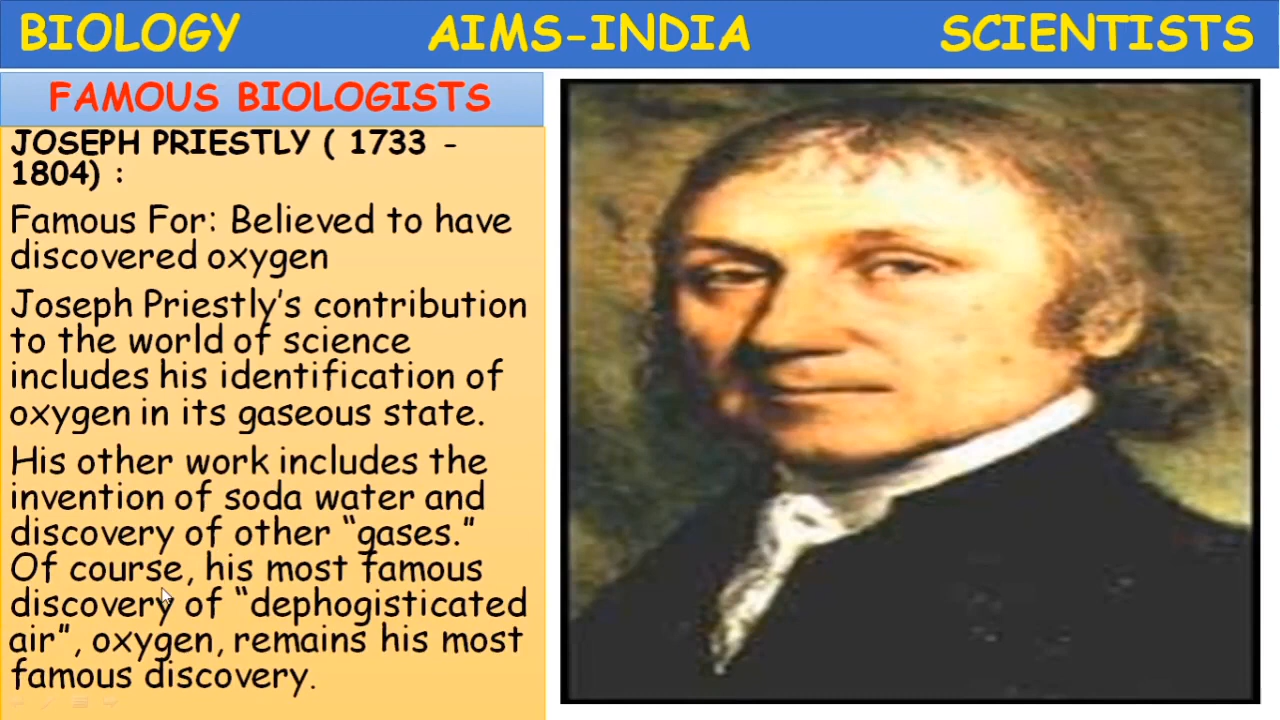 BIOLOGY AIMS-INDIA SCIENTISTS
FAMOUS BIOLOGISTS
JOSEPH PRIESTLY ( 1733 -
1804) :
Famous For: Believed to have
discovered oxygen
Joseph Priestly's contribution
to the world of science
includes his identification of
oxygen in its gaseous state.
His other work includes the
invention of soda water and
discovery of other “gases.”
Of course, his most famous
discovery of “dephogisticated
air”, oxygen, remains his most
famous discovery.